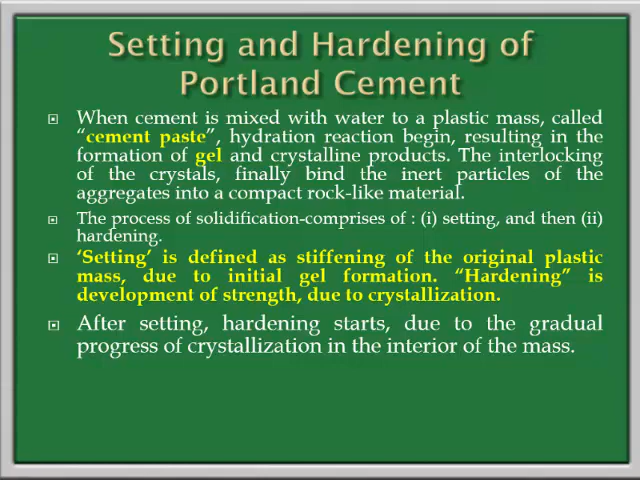 Setting and Hardening of
Portland Cement
When cement is mixed with water to a plastic mass, called
“cement paste”, hydration reaction begin, resulting in the
formation of gel and crystalline products. The interlocking
of the crystals, finally bind the inert particles of the
aggregates into a compact rock-like material.
The process of solidification-comprises of : (i) setting, and then (ii)
hardening.
‘Setting’ is defined as stiffening of the original plastic
mass, due to initial gel formation. “Hardening” is
development of strength, due to crystallization.
After setting, hardening starts, due to the gradual
progress of crystallization in the interior of the mass.